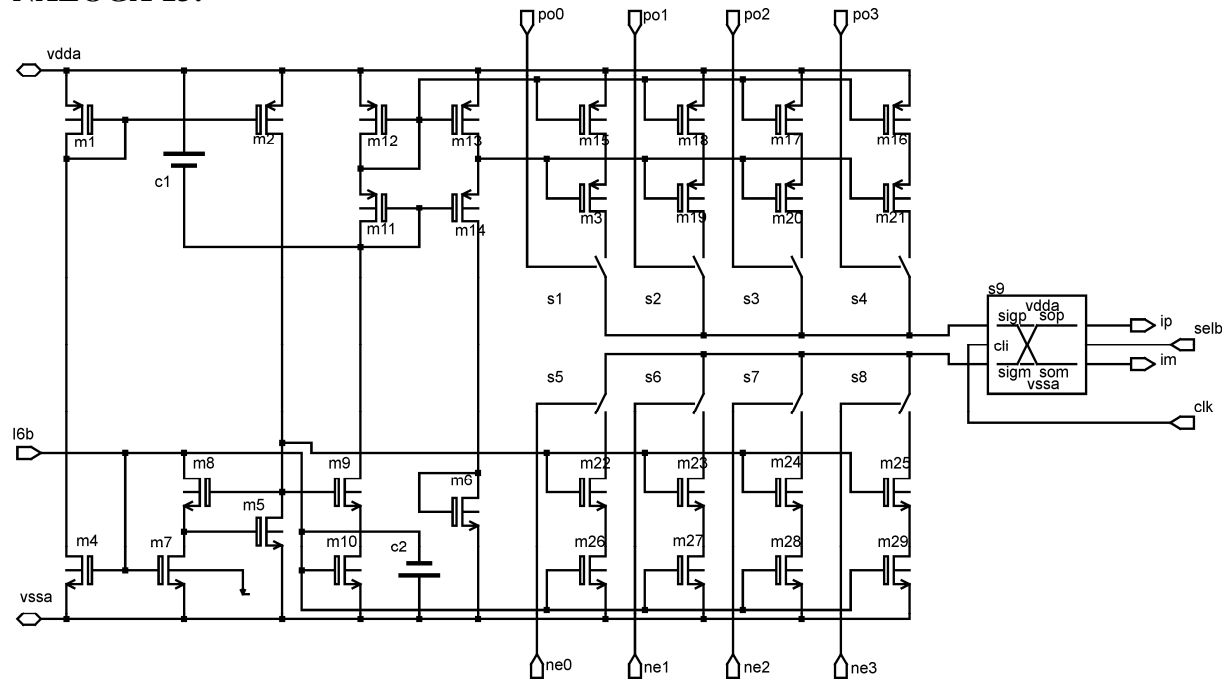 po0 po1 po2 po3
vdda
m1 m2 m12 m13 m15 m18 m17 m16
c1
m11 m14 m3 m19 m20 m21
s1 s2 s3 s4
s9
vdda
sigp sop
ip
selb
cli
im
sigm som
vssa
s5 s6 s7 s8
clk
I6b
m8 m9 m6 m22 m23 m24 m25
m5
m4 m7 m10 c2 m26 m27 m28 m29
vssa
ne0 ne1 ne2 ne3